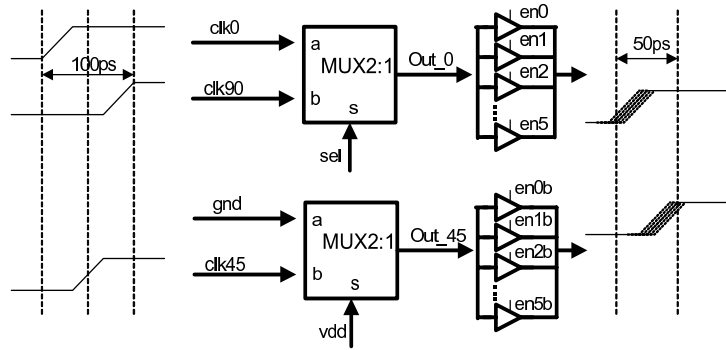 100ps
clk0
clk90
a
b
MUX2:1
s
sel
Out_0
en0
en1
en2
en5
50ps
gnd
clk45
a
b
MUX2:1
s
vdd
Out_45
en0b
en1b
en2b
en5b